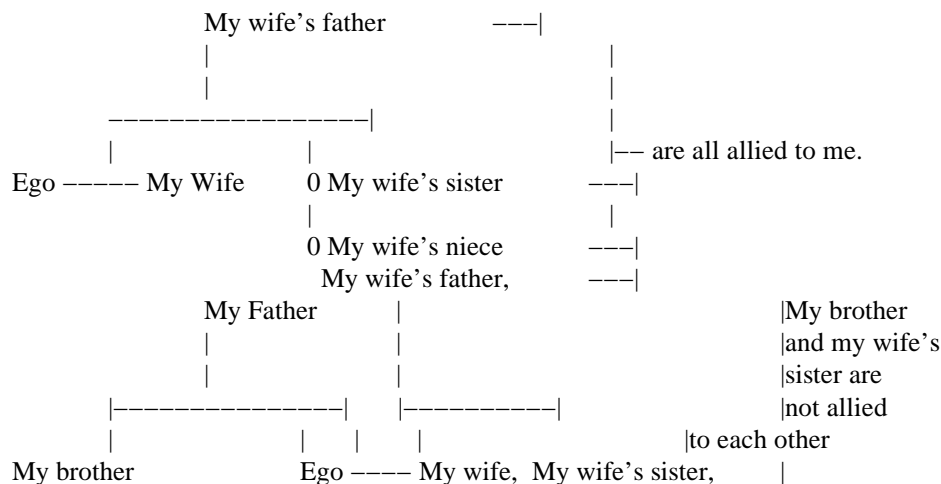 My wife’s father −−−|
| |
| |
| |
−−−−−−−−−−−−−−−−−| |
| | |−− are all allied to me.
Ego −−−−− My Wife 0 My wife’s sister −−−|
| |
0 My wife’s niece −−−|
My wife’s father, −−−|
My Father | |My brother
| | |and my wife’s
| | |sister are
|−−−−−−−−−−−−−−−| |−−−−−−−−−−| |not allied
| | | | |to each other
My brother Ego −−−− My wife, My wife’s sister, |